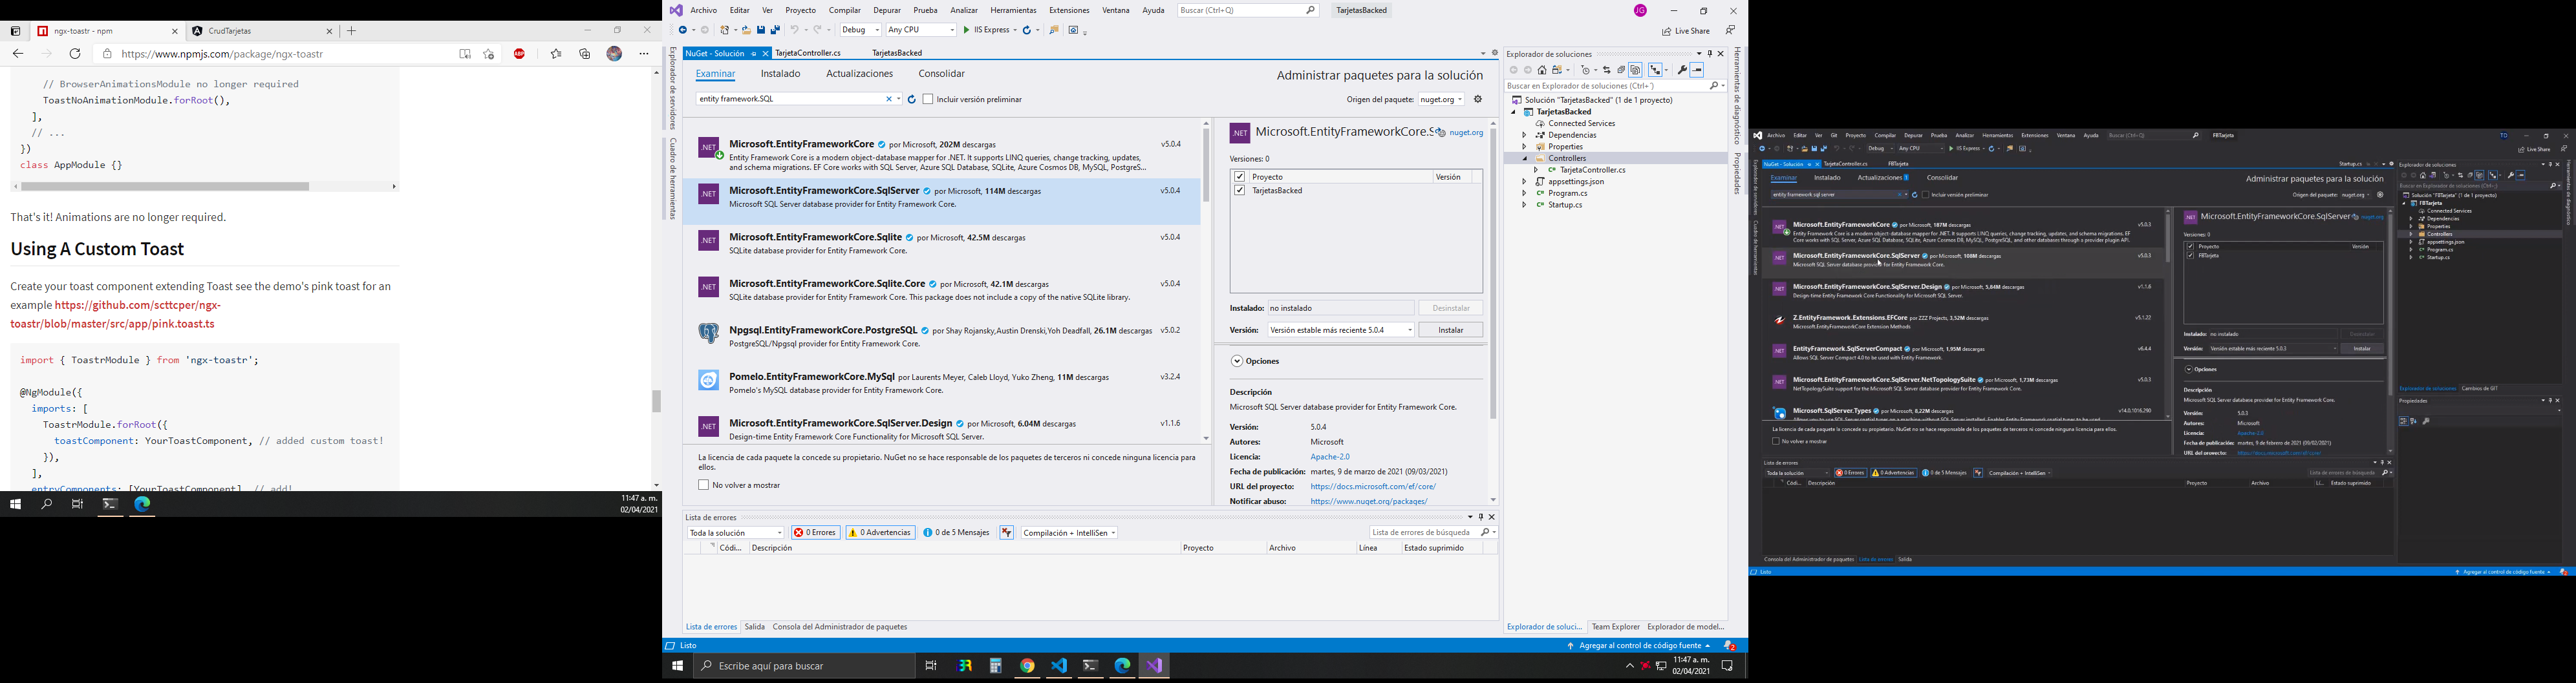 ngx-toastr - npm
CrudTarjetas
https://www.npmjs.com/package/ngx-toastr
// BrowserAnimationsModule no longer required
ToastNoAnimationModule.forRoot(),
],
// ...
})
class AppModule {}
That's it! Animations are no longer required.
Using A Custom Toast
Create your toast component extending Toast see the demo's pink toast for an
example https://github.com/scttcper/ngx-
toastr/blob/master/src/app/pink.toast.ts
import { ToastrModule } from 'ngx-toastr';
@NgModule({
imports: [
ToastrModule.forRoot({
toastComponent: YourToastComponent, // added custom toast!
}),
],
entryComponents: [YourToastComponent], // add!
11:47 a. m.
02/04/2021
Archivo Editar Ver Proyecto Compilar Depurar Prueba Analizar Herramientas Extensiones Ventana Ayuda Buscar (Ctrl+Q) TarjetasBacked JG
Debug Any CPU IIS Express Live Share
Explorador de servidores
Cuadro de herramientas
NuGet - Solución TarjetaController.cs TarjetasBacked
Examinar Instalado Actualizaciones Consolidar Administrar paquetes para la solución
entity framework.SQL Incluir versión preliminar Origen del paquete: nuget.org
Microsoft.EntityFrameworkCore por Microsoft, 202M descargas v5.0.4
Entity Framework Core is a modern object-database mapper for .NET. It supports LINQ queries, change tracking, updates,
and schema migrations. EF Core works with SQL Server, Azure SQL Database, SQLite, Azure Cosmos DB, MySQL, PostgreS...
Microsoft.EntityFrameworkCore.SqlServer por Microsoft, 114M descargas v5.0.4
Microsoft SQL Server database provider for Entity Framework Core.
Microsoft.EntityFrameworkCore.Sqlite por Microsoft, 42.5M descargas v5.0.4
SQLite database provider for Entity Framework Core.
Microsoft.EntityFrameworkCore.Sqlite.Core por Microsoft, 42.1M descargas v5.0.4
SQLite database provider for Entity Framework Core. This package does not include a copy of the native SQLite library.
Npgsql.EntityFrameworkCore.PostgreSQL por Shay Rojansky,Austin Drenski,Yoh Deadfall, 26.1M descargas v5.0.2
PostgreSQL/Npgsql provider for Entity Framework Core.
Pomelo.EntityFrameworkCore.MySql por Laurents Meyer, Caleb Lloyd, Yuko Zheng, 11M descargas v3.2.4
Pomelo's MySQL database provider for Entity Framework Core.
Microsoft.EntityFrameworkCore.SqlServer.Design por Microsoft, 6.04M descargas v1.1.6
Design-time Entity Framework Core Functionality for Microsoft SQL Server.
La licencia de cada paquete la concede su propietario. NuGet no se hace responsable de los paquetes de terceros ni concede ninguna licencia para
ellos.
No volver a mostrar
.NET Microsoft.EntityFrameworkCore.S nuget.org
Versiones: 0
Proyecto Versión
TarjetasBacked
Instalado: no instalado Desinstalar
Versión: Versión estable más reciente 5.0.4 Instalar
Opciones
Descripción
Microsoft SQL Server database provider for Entity Framework Core.
Versión: 5.0.4
Autores: Microsoft
Licencia: Apache-2.0
Fecha de publicación: martes, 9 de marzo de 2021 (09/03/2021)
URL del proyecto: https://docs.microsoft.com/ef/core/
Notificar abuso: https://www.nuget.org/packages/
Lista de errores
Toda la solución 0 Errores 0 Advertencias 0 de 5 Mensajes Compilación + IntelliSen Lista de errores de búsqueda
Códi... Descripción Proyecto Archivo Línea Estado suprimido
Lista de errores Salida Consola del Administrador de paquetes
Explorador de soluciones
Buscar en Explorador de soluciones (Ctrl+´)
Solución "TarjetasBacked" (1 de 1 proyecto)
TarjetasBacked
Connected Services
Dependencias
Properties
Controllers
TarjetaController.cs
appsettings.json
Program.cs
Startup.cs
Explorador de soluci... Team Explorer Explorador de model...
Herramientas de diagnóstico
Propiedades
Listo Agregar al control de código fuente 2
Escribe aquí para buscar
11:47 a. m.
02/04/2021
Archivo Editar Ver Git Proyecto Compilar Depurar Prueba Analizar Herramientas Extensiones Ventana Ayuda Buscar (Ctrl+Q) FBTarjeta TO
Debug Any CPU IIS Express Live Share
NuGet - Solución TarjetaController.cs FBTarjeta Startup.cs
Examinar Instalado Actualizaciones 1 Consolidar Administrar paquetes para la solución
entity framework sql server Incluir versión preliminar Origen del paquete: nuget.org
Microsoft.EntityFrameworkCore por Microsoft, 187M descargas v5.0.3
Entity Framework Core is a modern object-database mapper for .NET. It supports LINQ queries, change tracking, updates, and schema migrations. EF
Core works with SQL Server, Azure SQL Database, SQLite, Azure Cosmos DB, MySQL, PostgreSQL, and other databases through a provider plugin API.
Microsoft.EntityFrameworkCore.SqlServer por Microsoft, 108M descargas v5.0.3
Microsoft SQL Server database provider for Entity Framework Core.
Microsoft.EntityFrameworkCore.SqlServer.Design por Microsoft, 5,84M descargas v1.1.6
Design-time Entity Framework Core Functionality for Microsoft SQL Server.
Z.EntityFramework.Extensions.EFCore por ZZZ Projects, 3,52M descargas v5.1.22
Microsoft.EntityFrameworkCore Extension Methods
EntityFramework.SqlServerCompact por Microsoft, 1,95M descargas v6.4.4
Allows SQL Server Compact 4.0 to be used with Entity Framework.
Microsoft.EntityFrameworkCore.SqlServer.NetTopologySuite por Microsoft, 1,73M descargas v5.0.3
NetTopologySuite support for the Microsoft SQL Server database provider for Entity Framework Core.
Microsoft.SqlServer.Types por Microsoft, 8,22M descargas v14.0.1016.290
La licencia de cada paquete la concede su propietario. NuGet no se hace responsable de los paquetes de terceros ni concede ninguna licencia para ellos.
No volver a mostrar
.NET Microsoft.EntityFrameworkCore.SqlServer nuget.org
Versiones: 0
Proyecto Versión
FBTarjeta
Instalado: no instalado Desinstalar
Versión: Versión estable más reciente 5.0.3 Instalar
Opciones
Descripción
Microsoft SQL Server database provider for Entity Framework Core.
Versión: 5.0.3
Autores: Microsoft
Licencia: Apache-2.0
Fecha de publicación: martes, 9 de febrero de 2021 (09/02/2021)
URL del proyecto: https://docs.microsoft.com/ef/core/
Lista de errores
Toda la solución 0 Errores 0 Advertencias 0 de 5 Mensajes Compilación + IntelliSen Lista de errores de búsqueda
Códi... Descripción Proyecto Archivo Lí... Estado suprimido
Consola del Administrador de paquetes Lista de errores Salida
Explorador de soluciones
Buscar en Explorador de soluciones (Ctrl+)
Solución "FBTarjeta" (1 de 1 proyecto)
FBTarjeta
Connected Services
Dependencias
Properties
Controllers
appsettings.json
Program.cs
Startup.cs
Explorador de soluciones Cambios de GIT
Propiedades
Listo Agregar al control de código fuente